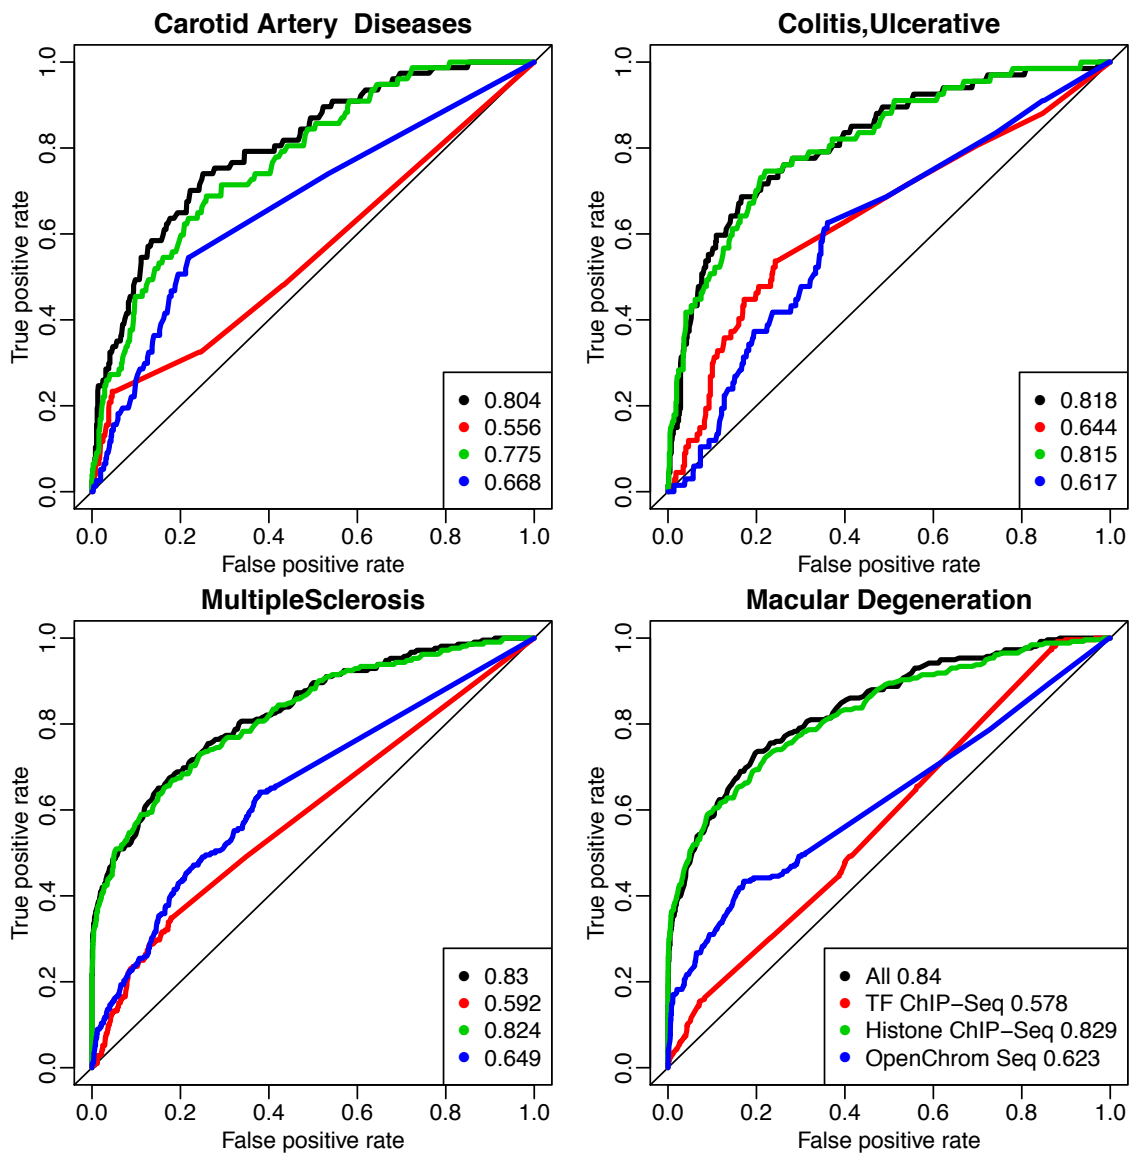 Carotid Artery  Diseases
True positive rate
0.0 0.2 0.4 0.6 0.8 1.0
0.804
0.556
0.775
0.668
0.0 0.2 0.4 0.6 0.8 1.0
False positive rate
Colitis,Ulcerative
True positive rate
0.0 0.2 0.4 0.6 0.8 1.0
0.818
0.644
0.815
0.617
0.0 0.2 0.4 0.6 0.8 1.0
False positive rate
MultipleSclerosis
True positive rate
0.0 0.2 0.4 0.6 0.8 1.0
0.83
0.592
0.824
0.649
0.0 0.2 0.4 0.6 0.8 1.0
False positive rate
Macular Degeneration
True positive rate
0.0 0.2 0.4 0.6 0.8 1.0
All 0.84
TF ChIP−Seq 0.578
Histone ChIP−Seq 0.829
OpenChrom Seq 0.623
0.0 0.2 0.4 0.6 0.8 1.0
False positive rate